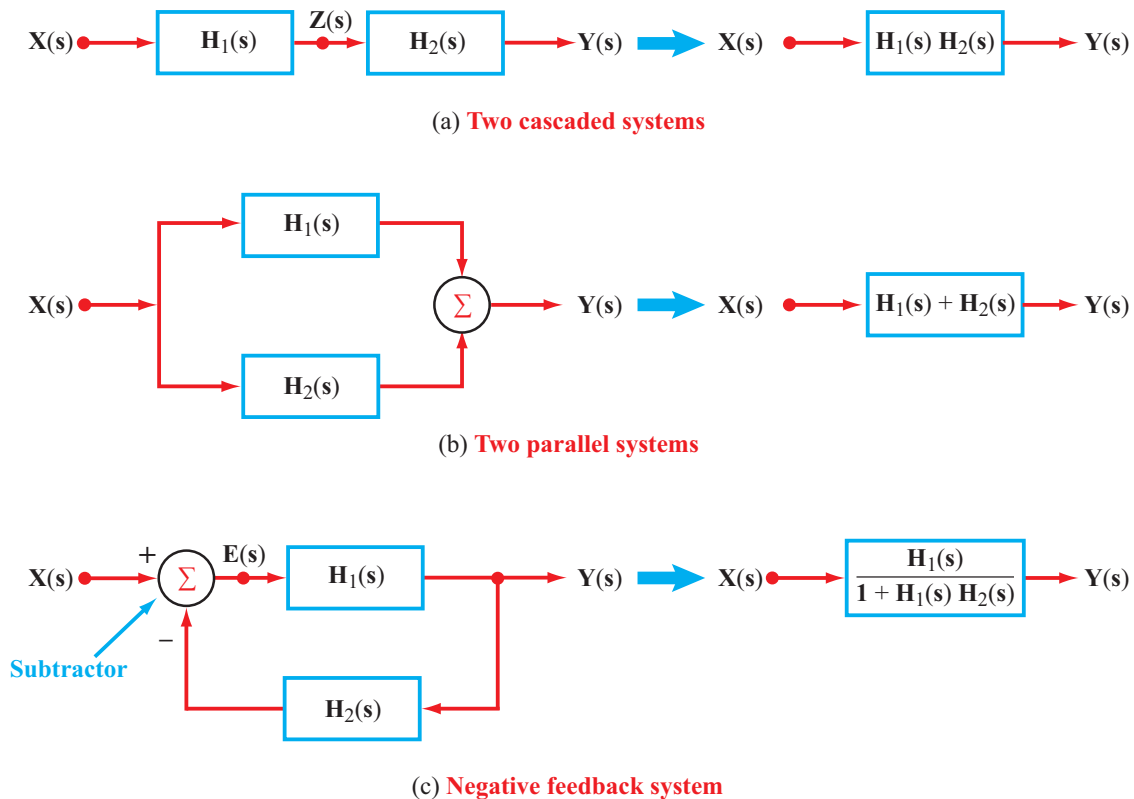 X(s) H₁(s) Z(s) H₂(s) Y(s) X(s) H₁(s) H₂(s) Y(s)
(a) Two cascaded systems
H₁(s)
X(s) Σ Y(s) X(s) H₁(s) + H₂(s) Y(s)
H₂(s)
(b) Two parallel systems
X(s) + Σ E(s) H₁(s) Y(s) X(s) H₁(s) Y(s)
1 + H₁(s) H₂(s)
–
Subtractor
H₂(s)
(c) Negative feedback system